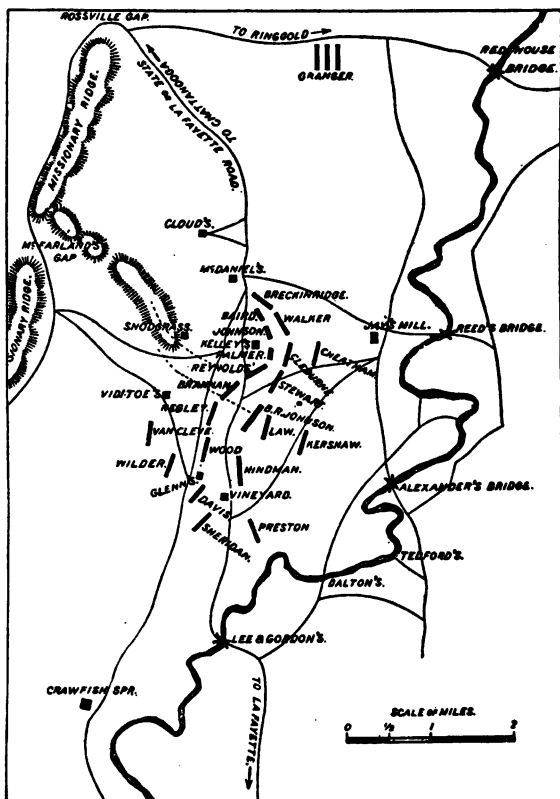 ROSSVILLE GAP.
TO RINGGOLD
RED HOUSE
BRIDGE.
GRANGER
MISSIONARY RIDGE.
TO CHATTANOOGA
STATE OR LA FAYETTE ROAD.
CLOUD'S.
McFARLAND'S
GAP
McDANIEL'S.
BRECKINRIDGE.
SIONARY RIDGE.
SNODGRASS.
BAIRD.
WALKER
JOHNSON.
KELLEY'S
JAY'S MILL.
REED'S BRIDGE.
PALMER.
REYNOLDS'
CLEBURNE
CHEATHAM.
BRANNAN.
STEWART.
VIDITOE'S
NEGLEY.
B.R. JOHNSON.
VAN CLEVE.
LAW.
KERSHAW.
WOOD
WILDER.
HINDMAN.
GLENN'S
ALEXANDER'S BRIDGE.
DAVIS
VINEYARD.
SHERIDAN.
PRESTON
TEDFORD'S.
DALTON'S.
LEE & GORDON'S.
CRAWFISH SPR.
TO LA FAYETTE.
SCALE OF MILES.
0 ½ 1 2